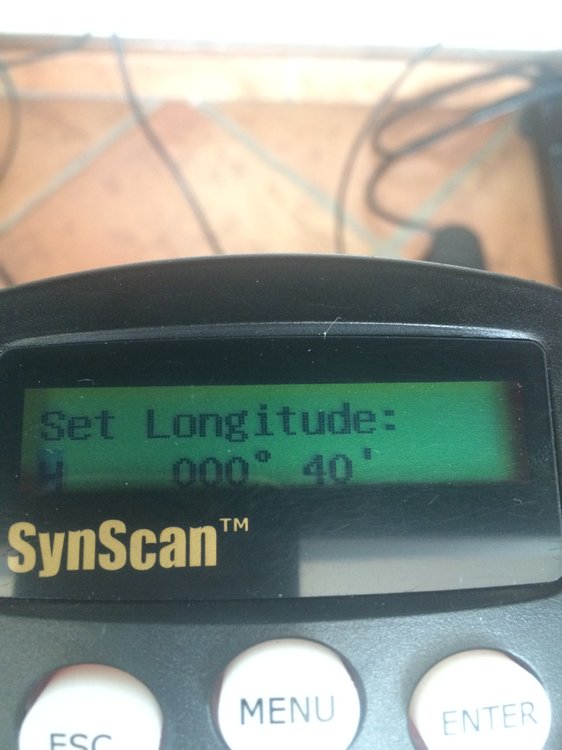 Set Longitude:
W 000° 40'
SynScan™
ESC
MENU
ENTER